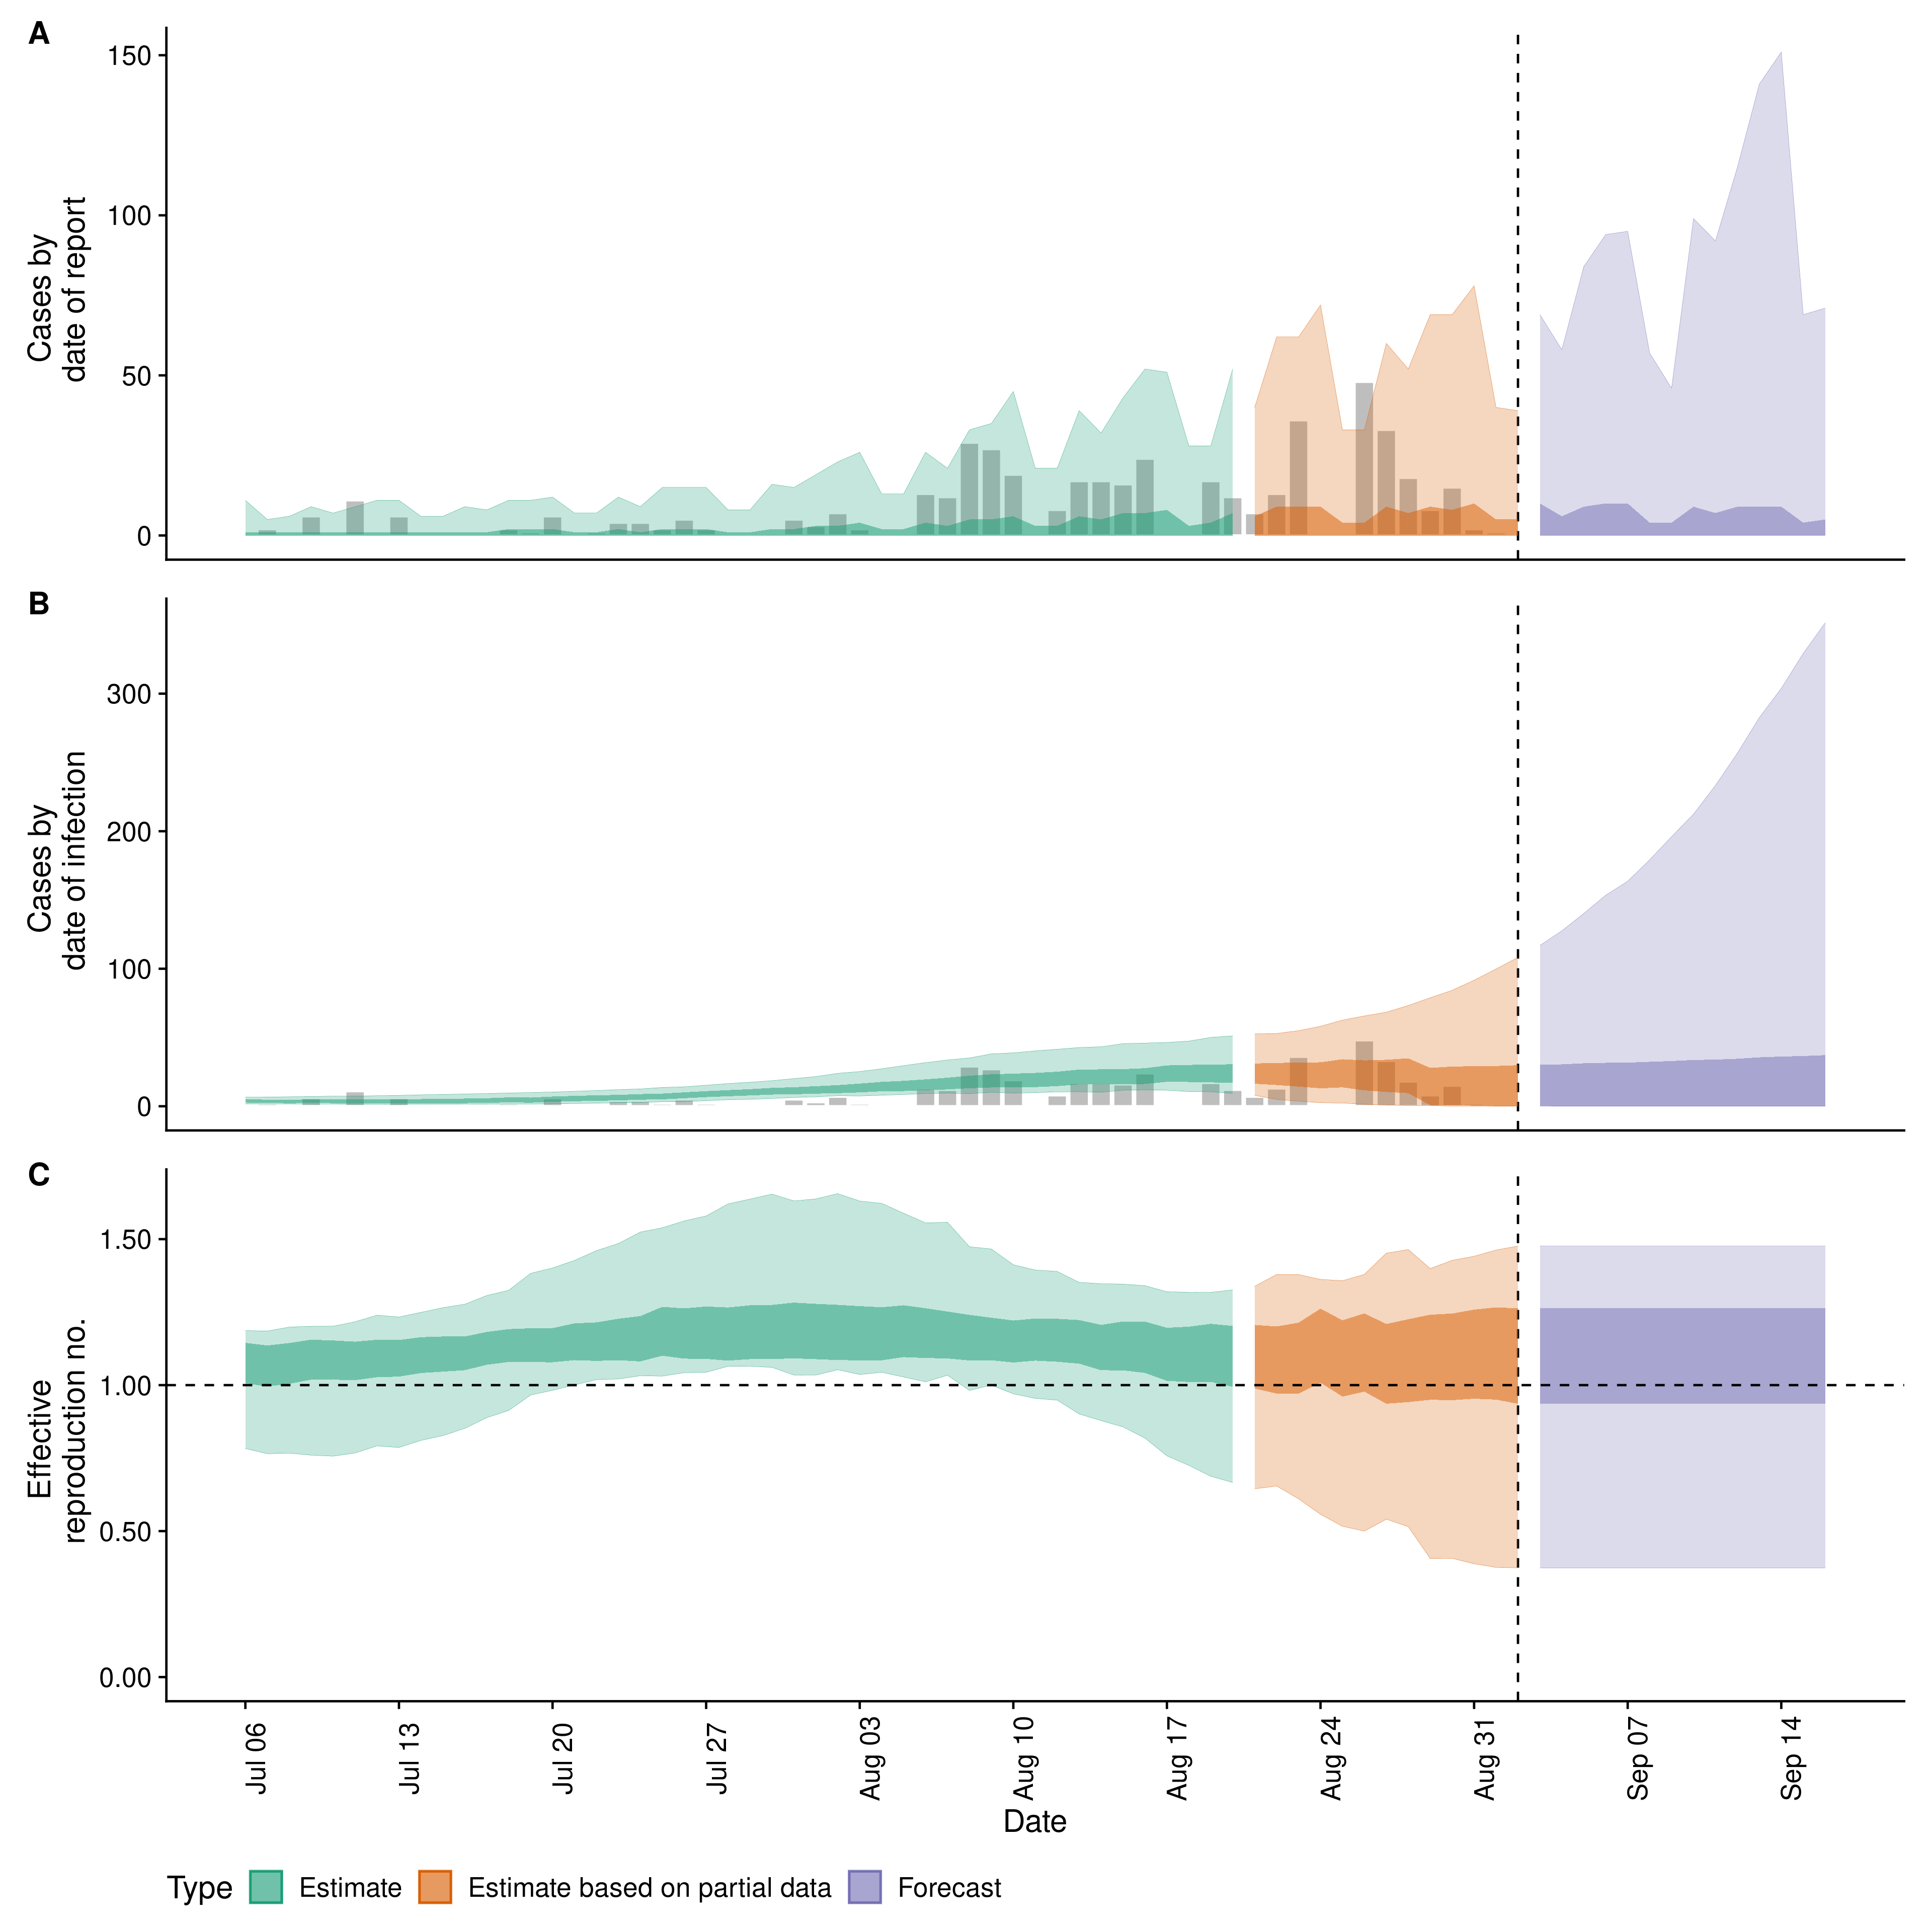 A
150
100
50
0
Cases by
date of report
B
300
200
100
0
Cases by
date of infection
C
1.50
1.00
0.50
0.00
Effective
reproduction no.
Jul 06
Jul 13
Jul 20
Jul 27
Aug 03
Aug 10
Aug 17
Aug 24
Aug 31
Sep 07
Sep 14
Date
Type Estimate Estimate based on partial data Forecast